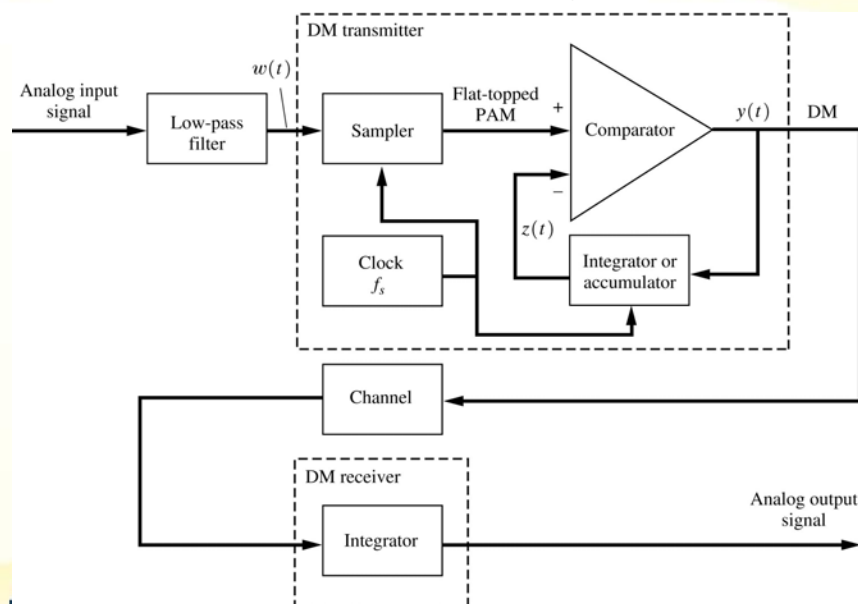 DM transmitter
Analog input
signal
w(t)
Low-pass
filter
Sampler
Flat-topped
PAM
+
−
Comparator
y(t)
DM
z(t)
Clock
fs
Integrator or
accumulator
Channel
DM receiver
Integrator
Analog output
signal